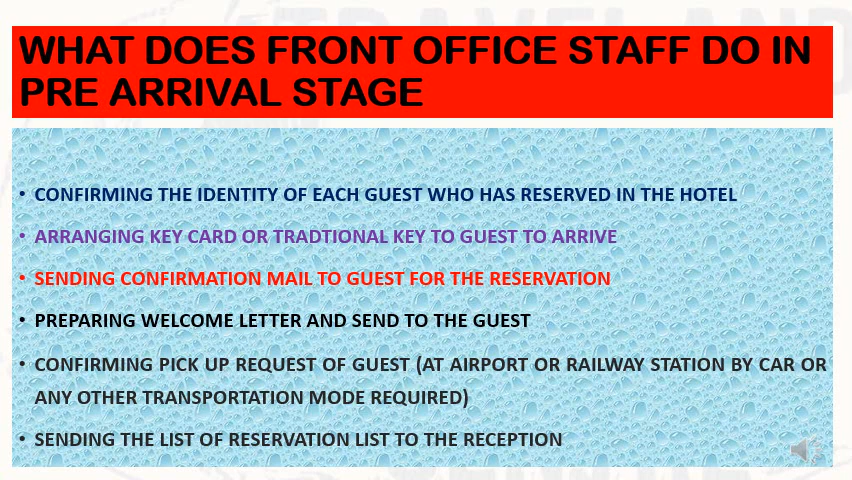 WHAT DOES FRONT OFFICE STAFF DO IN
PRE ARRIVAL STAGE
• CONFIRMING THE IDENTITY OF EACH GUEST WHO HAS RESERVED IN THE HOTEL
• ARRANGING KEY CARD OR TRADTIONAL KEY TO GUEST TO ARRIVE
• SENDING CONFIRMATION MAIL TO GUEST FOR THE RESERVATION
• PREPARING WELCOME LETTER AND SEND TO THE GUEST
• CONFIRMING PICK UP REQUEST OF GUEST (AT AIRPORT OR RAILWAY STATION BY CAR OR
ANY OTHER TRANSPORTATION MODE REQUIRED)
• SENDING THE LIST OF RESERVATION LIST TO THE RECEPTION